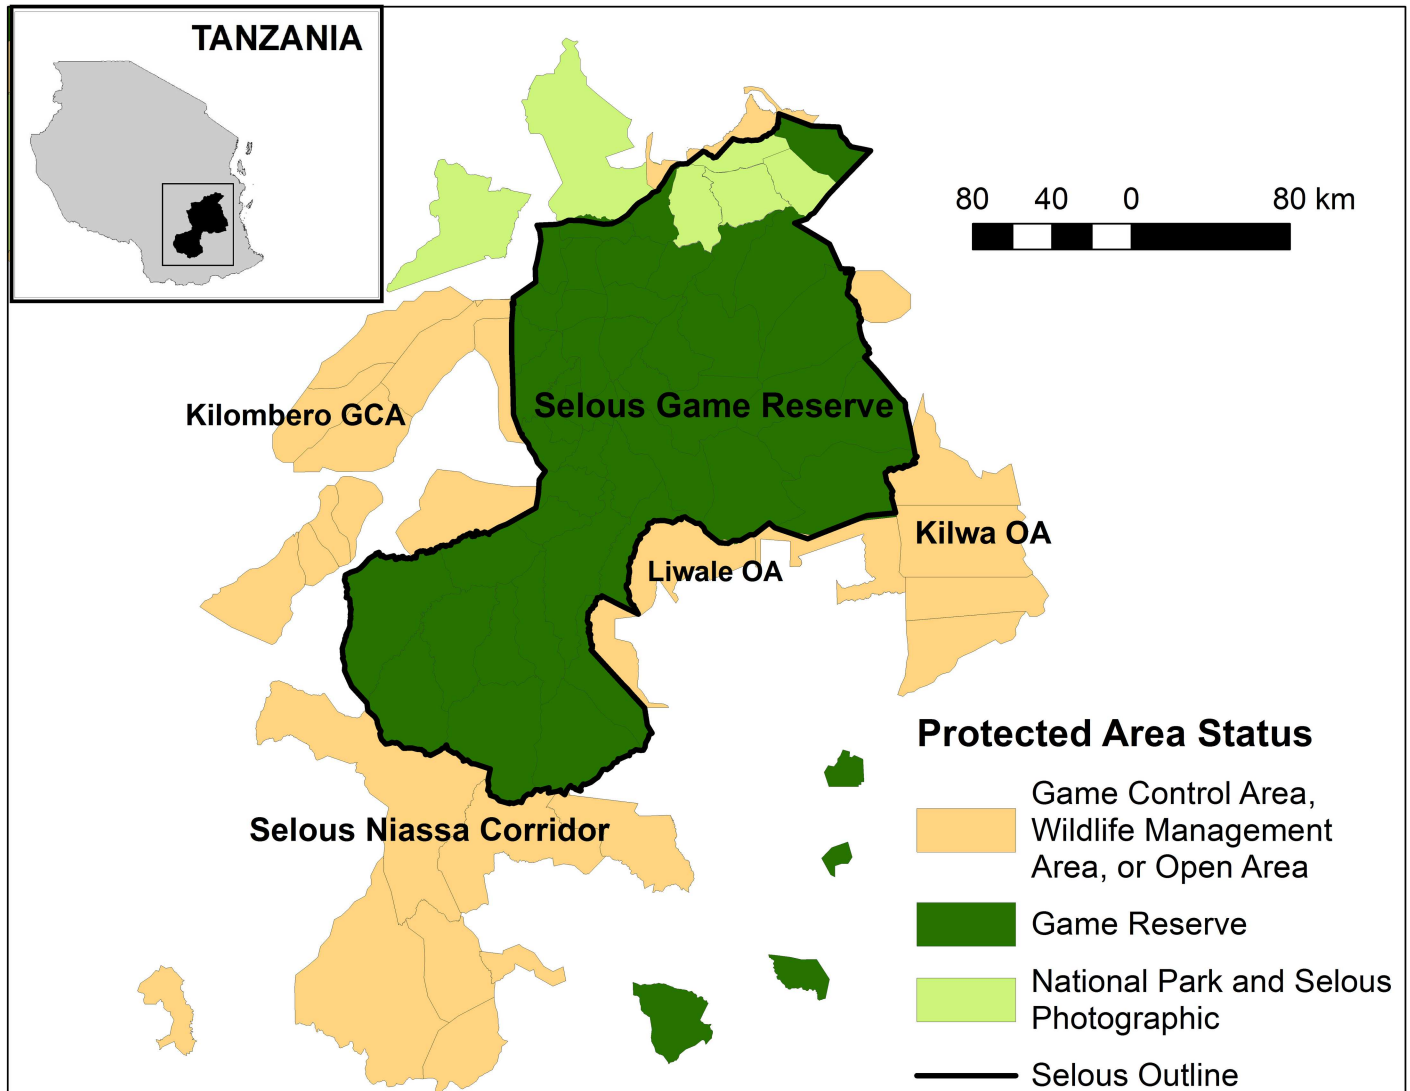 TANZANIA
80 40 0 80 km
Kilombero GCA
Selous Game Reserve
Kilwa OA
Liwale OA
Selous Niassa Corridor
Protected Area Status
Game Control Area,
Wildlife Management
Area, or Open Area
Game Reserve
National Park and Selous
Photographic
Selous Outline